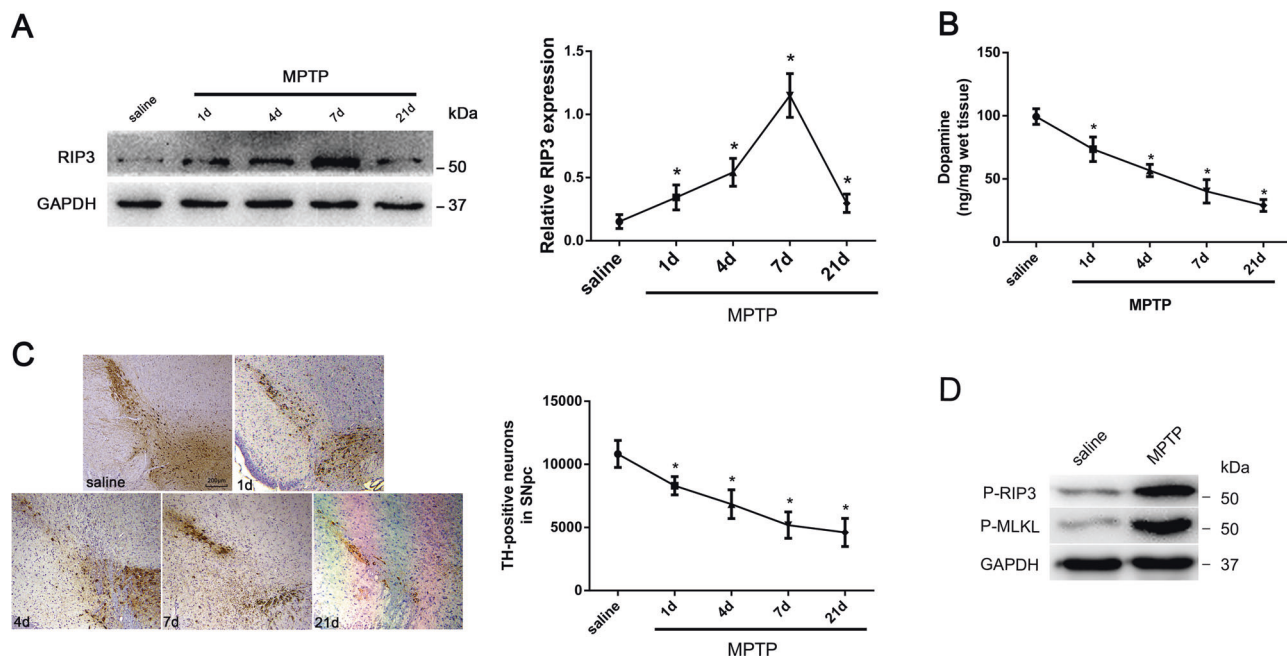 A
MPTP
saline
1d
4d
7d
21d
kDa
RIP3
- 50
GAPDH
- 37
Relative RIP3 expression
1.5
1.0
0.5
0.0
*
*
*
*
saline
1d
4d
7d
21d
MPTP
B
Dopamine
(ng/mg wet tissue)
150
100
50
0
*
*
*
*
saline
1d
4d
7d
21d
MPTP
C
saline
200μm
1d
4d
7d
21d
TH-positive neurons
in SNpc
15000
10000
5000
0
*
*
*
*
saline
1d
4d
7d
21d
MPTP
D
saline
MPTP
kDa
P-RIP3
- 50
P-MLKL
- 50
GAPDH
- 37